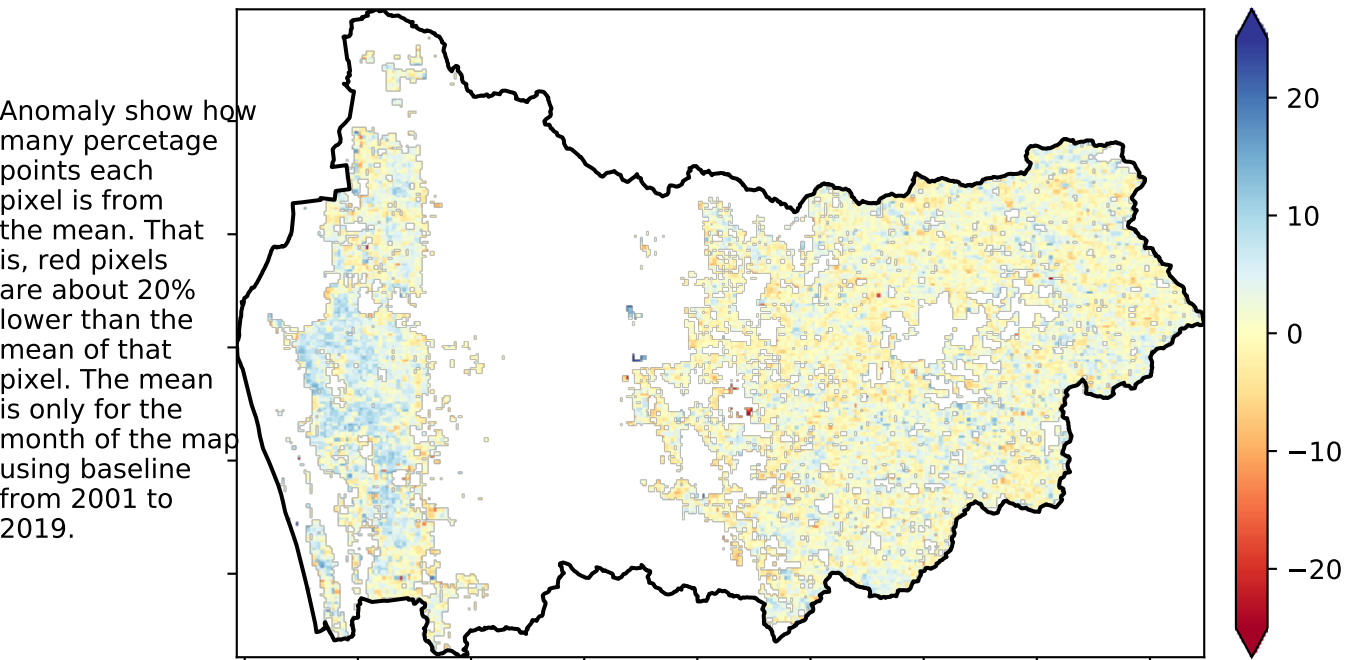 Anomaly show how
many percetage
points each
pixel is from
the mean. That
is, red pixels
are about 20%
lower than the
mean of that
pixel. The mean
is only for the
month of the map
using baseline
from 2001 to
2019.
20
10
0
−10
−20